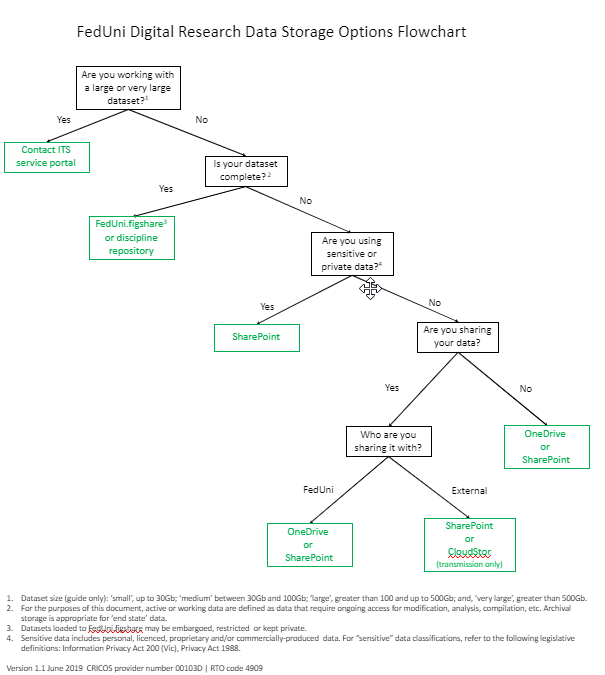 FedUni Digital Research Data Storage Options Flowchart
Are you working with
a large or very large
dataset?¹
Yes
No
Contact ITS
service portal
Is your dataset
complete? ²
Yes
No
FedUni.figshare³
or discipline
repository
Are you using
sensitive or
private data?⁴
Yes
No
SharePoint
Are you sharing
your data?
Yes
No
Who are you
sharing it with?
OneDrive
or
SharePoint
FedUni
External
OneDrive
or
SharePoint
SharePoint
or
CloudStor
(transmission only)
1. Dataset size (guide only): 'small', up to 30Gb; 'medium' between 30Gb and 100Gb; 'large', greater than 100 and up to 500Gb; and, 'very large', greater than 500Gb.
2. For the purposes of this document, active or working data are defined as data that require ongoing access for modification, analysis, compilation, etc. Archival
storage is appropriate for 'end state' data.
3. Datasets loaded to FedUni.figshare may be embargoed, restricted or kept private.
4. Sensitive data includes personal, licenced, proprietary and/or commercially-produced data. For "sensitive" data classifications, refer to the following legislative
definitions: Information Privacy Act 200 (Vic), Privacy Act 1988.
Version 1.1 June 2019 CRICOS provider number 00103D | RTO code 4909